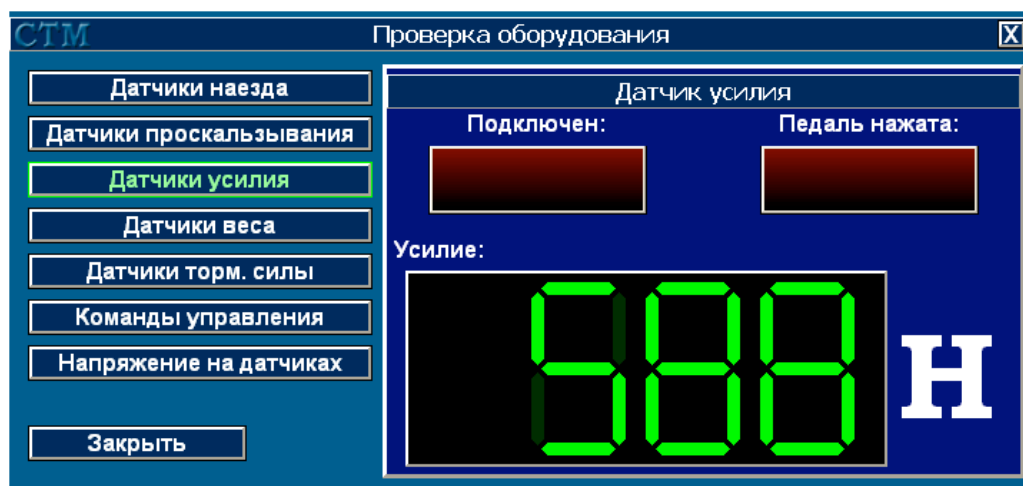 СТМ Проверка оборудования X
Датчики наезда
Датчики проскальзывания
Датчики усилия
Датчики веса
Датчики торм. силы
Команды управления
Напряжение на датчиках
Закрыть
Датчик усилия
Подключен: Педаль нажата:
Усилие:
588 Н